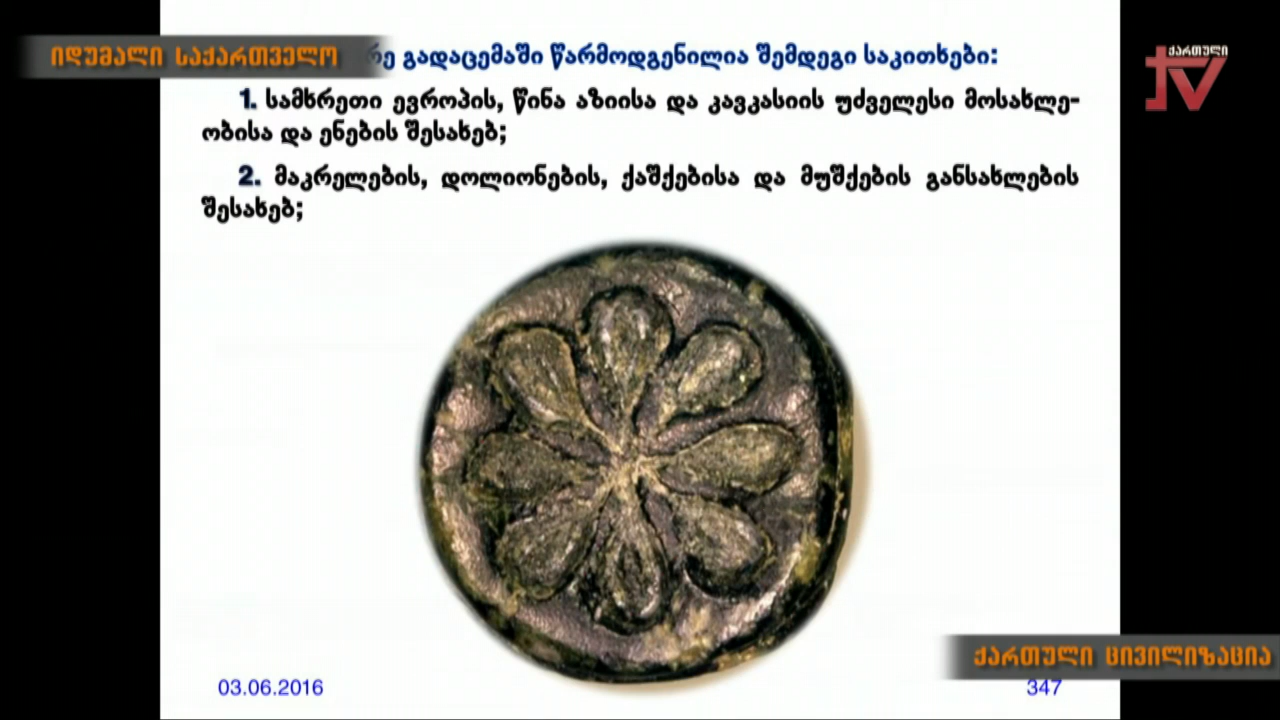 იდუმალი საქართველო
გადაცემაში წარმოდგენილია შემდეგი საკითხები:
ქართული
TV
1. სამხრეთი ევროპის, წინა აზიისა და კავკასიის უძველესი მოსახლე-
ობისა და ენების შესახებ;
2. მაკრელების, დოლიონების, ქაშქებისა და მუშქების განსახლების
შესახებ;
ქართული ცივილიზაცია
03.06.2016
347